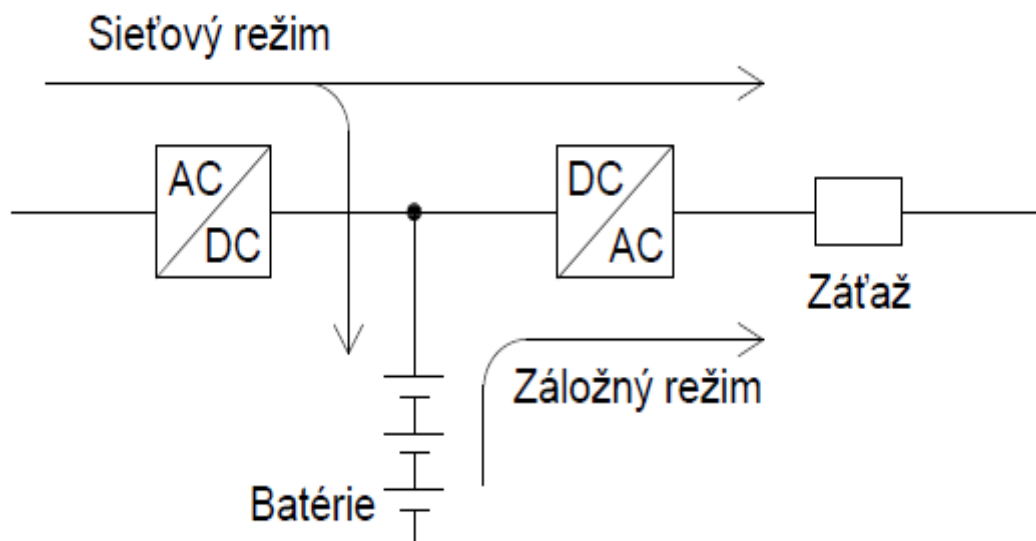 Sieťový režim
AC
DC
DC
AC
Záťaž
Záložný režim
Batérie